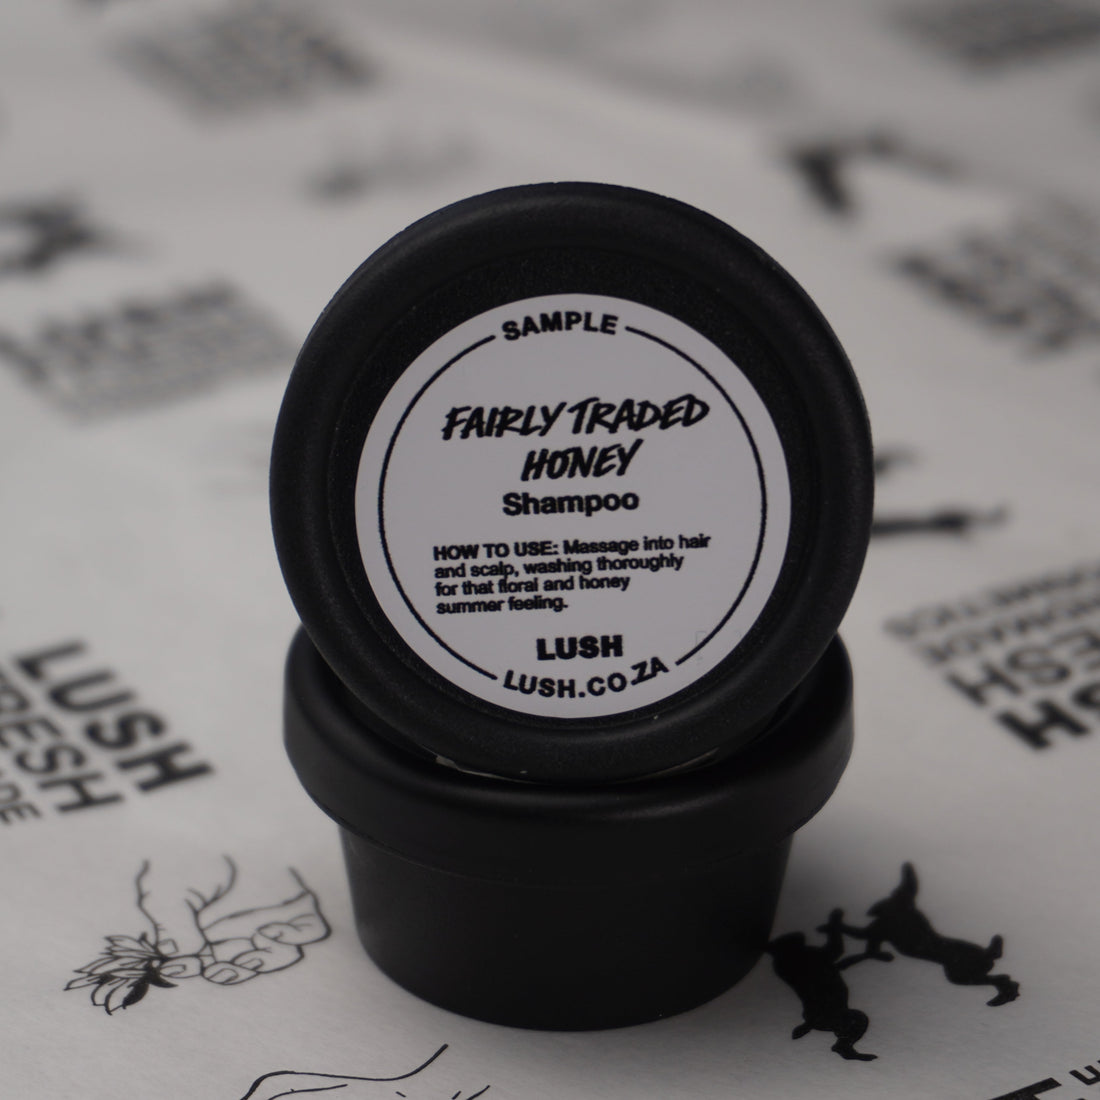 SAMPLE
FAIRLY TRADED
HONEY
Shampoo
HOW TO USE: Massage into hair
and scalp, washing thoroughly
for that floral and honey
summer feeling.
LUSH
LUSH.CO.ZA
LUSH
FRESH